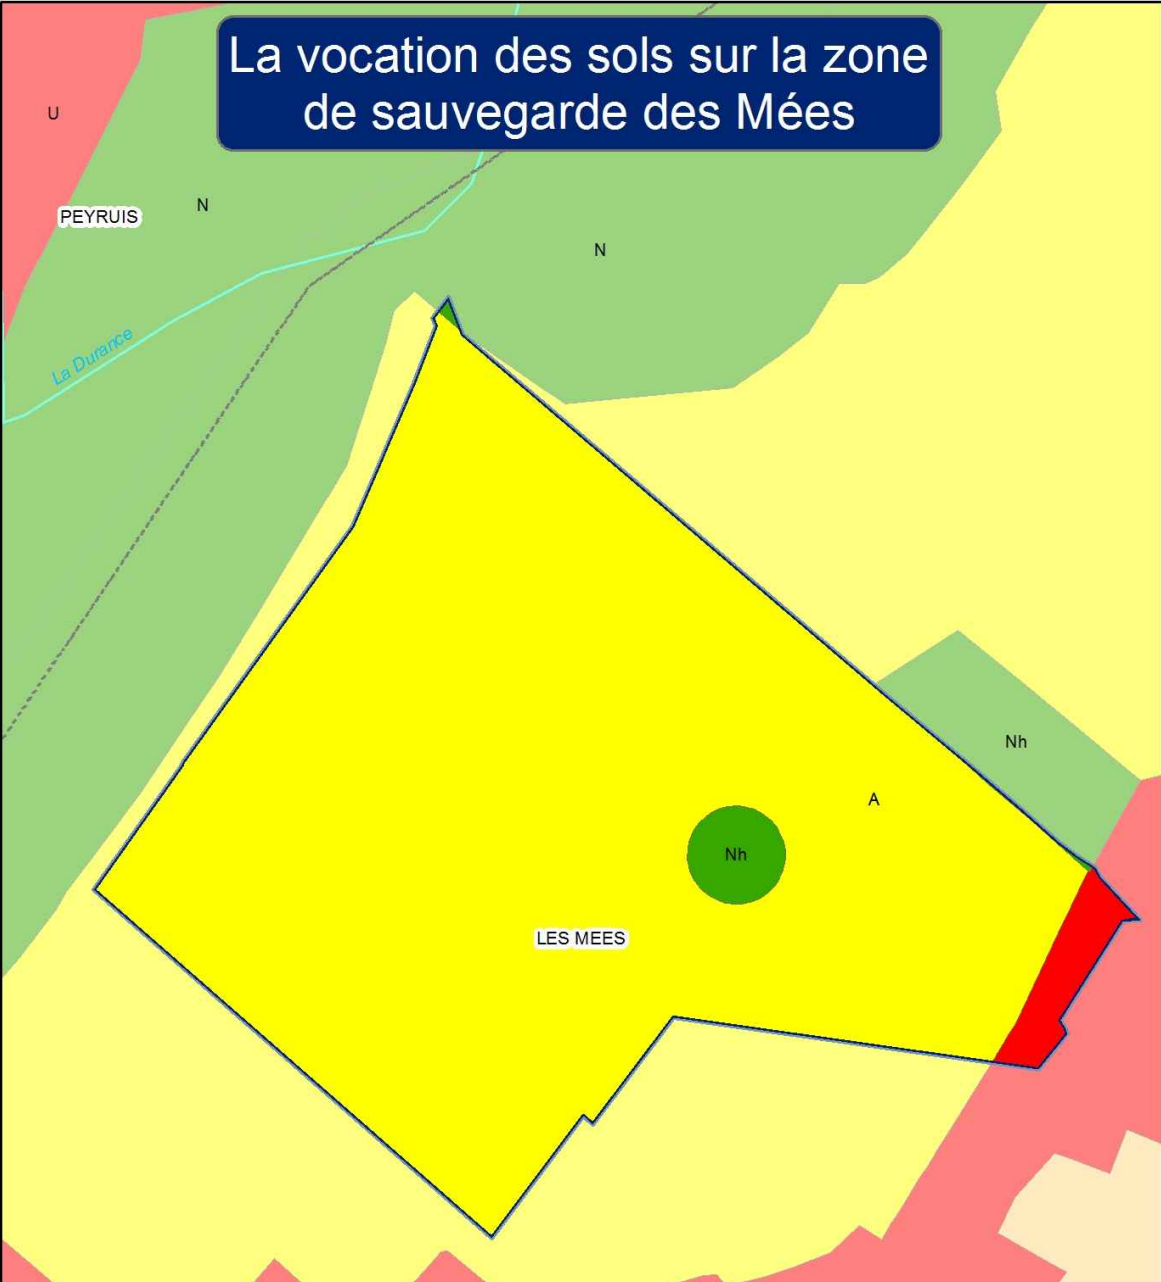 La vocation des sols sur la zone
de sauvegarde des Mées
U
N
PEYRUIS
N
La Durance
Nh
A
Nh
LES MEES